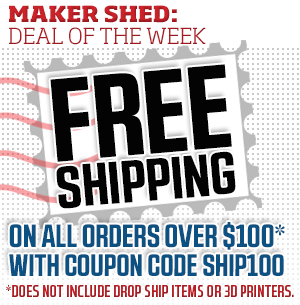 MAKER SHED:
DEAL OF THE WEEK
FREE
SHIPPING
ON ALL ORDERS OVER $100*
WITH COUPON CODE SHIP100
*DOES NOT INCLUDE DROP SHIP ITEMS OR 3D PRINTERS.